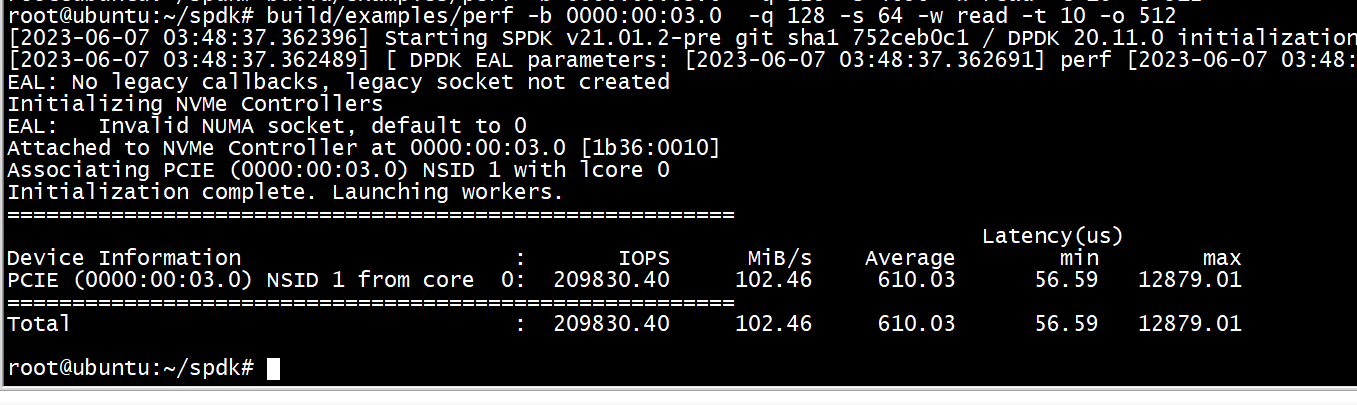 root@ubuntu:~/spdk# build/examples/perf -b 0000:00:03.0  -q 128 -s 64 -w read -t 10 -o 512
[2023-06-07 03:48:37.362396] Starting SPDK v21.01.2-pre git sha1 752ceb0c1 / DPDK 20.11.0 initialization
[2023-06-07 03:48:37.362489] [ DPDK EAL parameters: [2023-06-07 03:48:37.362691] perf [2023-06-07 03:48:
EAL: No legacy callbacks, legacy socket not created
Initializing NVMe Controllers
EAL:   Invalid NUMA socket, default to 0
Attached to NVMe Controller at 0000:00:03.0 [1b36:0010]
Associating PCIE (0000:00:03.0) NSID 1 with lcore 0
Initialization complete. Launching workers.
========================================================
Latency(us)
Device Information                     :       IOPS      MiB/s    Average        min        max
PCIE (0000:00:03.0) NSID 1 from core  0:  209830.40     102.46     610.03      56.59   12879.01
========================================================
Total                                  :  209830.40     102.46     610.03      56.59   12879.01
root@ubuntu:~/spdk#